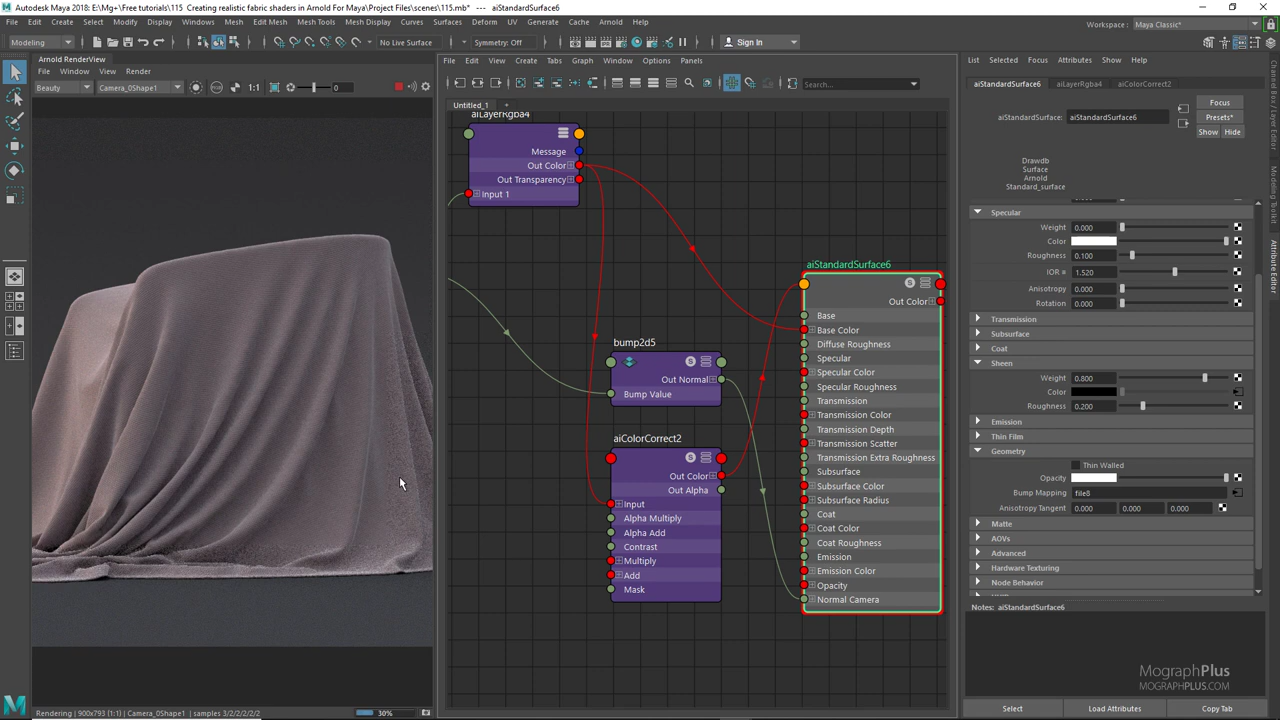 Autodesk Maya 2018: E:\Mg+\Free tutorials\115 Creating realistic fabric shaders in Arnold For Maya\Project\scenes\115.mb* --- aiStandardSurface6
File Edit Create Select Modify Display Windows Mesh Edit Mesh Mesh Tools Mesh Display Curves Surfaces Deform UV Generate Cache Arnold Help
Workspace : Maya Classic*
Modeling No Live Surface Symmetry: Off Sign In
Arnold RenderView
File Window View Render
Beauty Camera_0Shape1 1:1 0
File Edit View Create Tabs Graph Window Options Panels
Search...
Untitled_1 +
aiLayerRgba4
Message
Out Color
Out Transparency
Input 1
bump2d5
Out Normal
Bump Value
aiColorCorrect2
Out Color
Out Alpha
Input
Alpha Multiply
Alpha Add
Contrast
Multiply
Add
Mask
aiStandardSurface6
Out Color
Base
Base Color
Diffuse Roughness
Specular
Specular Color
Specular Roughness
Transmission
Transmission Color
Transmission Depth
Transmission Scatter
Transmission Extra Roughness
Subsurface
Subsurface Color
Subsurface Radius
Coat
Coat Color
Coat Roughness
Emission
Emission Color
Opacity
Normal Camera
List Selected Focus Attributes Show Help
aiStandardSurface6 aiLayerRgba4 aiColorCorrect2
aiStandardSurface: aiStandardSurface6
Focus
Presets*
Show Hide
Drawdb
Surface
Arnold
Standard_surface
Specular
Weight 0.000
Color
Roughness 0.100
IOR 1.520
Anisotropy 0.000
Rotation 0.000
Transmission
Subsurface
Coat
Sheen
Weight 0.800
Color
Roughness 0.200
Emission
Thin Film
Geometry
Thin Walled
Opacity
Bump Mapping file8
Anisotropy Tangent 0.000 0.000 0.000
Matte
AOVs
Advanced
Hardware Texturing
Node Behavior
Notes: aiStandardSurface6
MographPlus
MOGRAPHPLUS.COM
Select Load Attributes Copy Tab
Channel Box/Layer Editor
Modeling Toolkit
Attribute Editor
Rendering | 900x793 (1:1) | Camera_0Shape1 | samples 3/2/2/2/2/2 30%